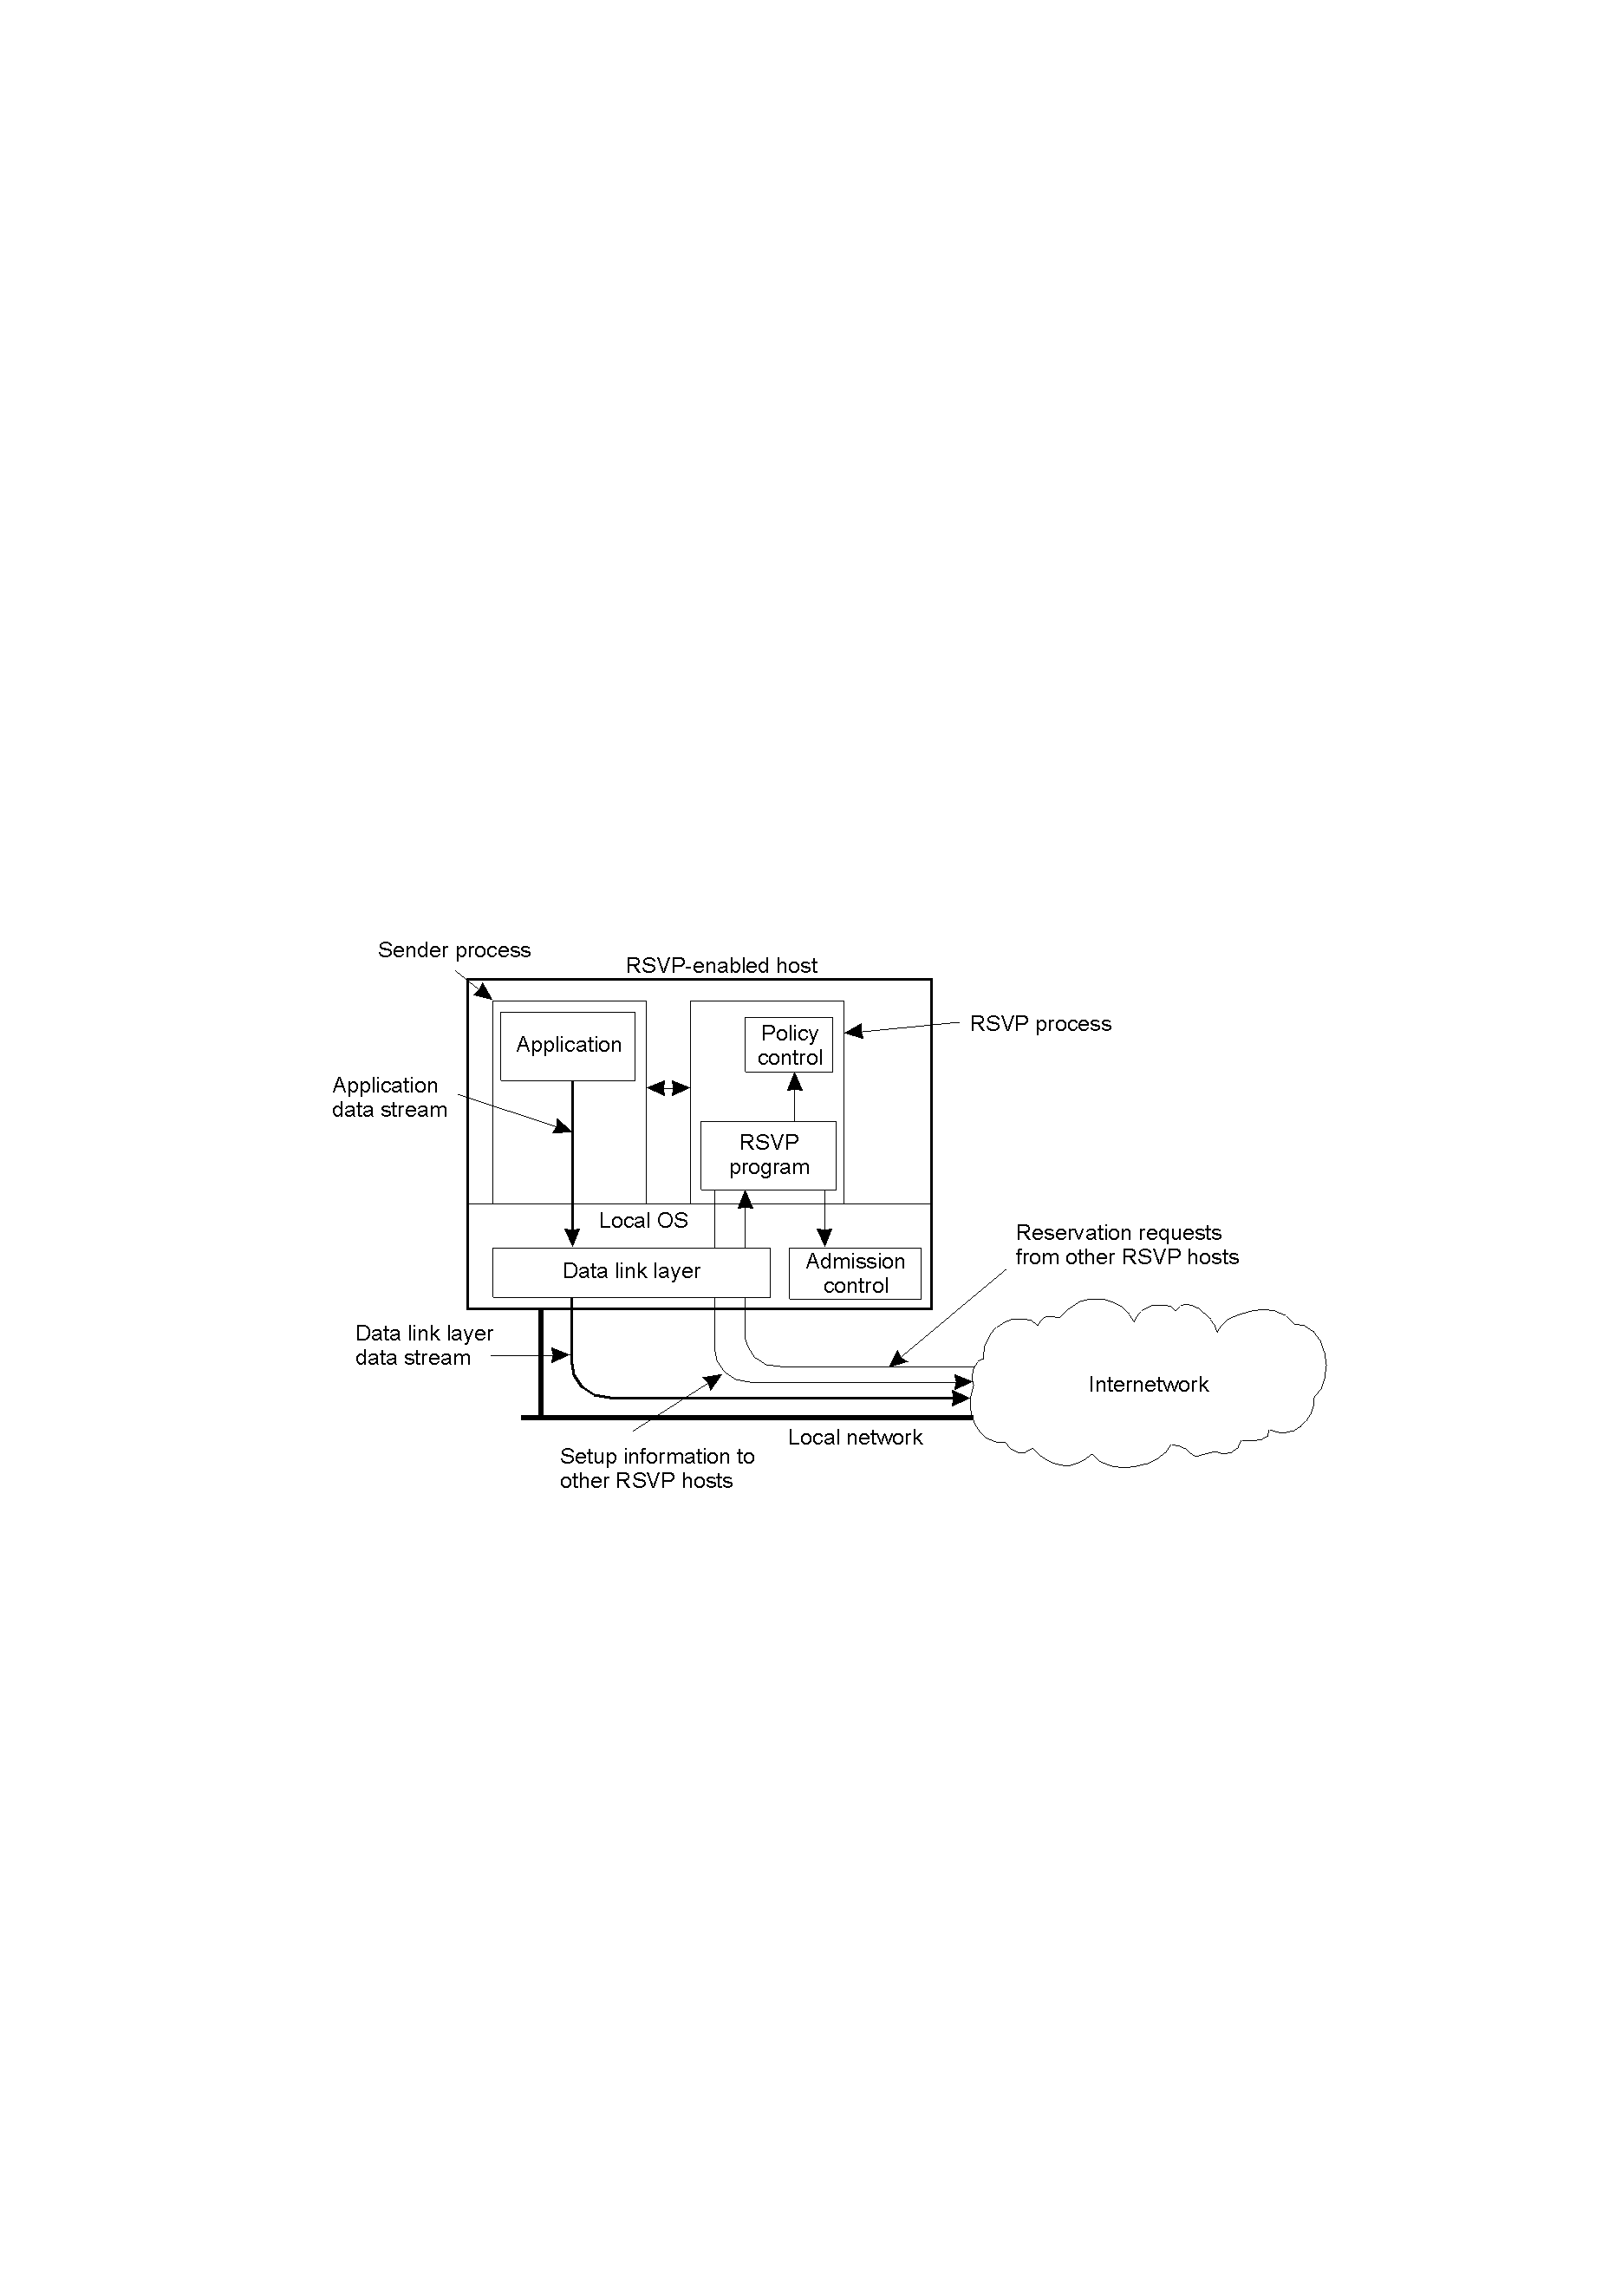 Sender process
RSVP-enabled host
Application
Policy
control
RSVP process
Application
data stream
RSVP
program
Local OS
Data link layer
Admission
control
Reservation requests
from other RSVP hosts
Data link layer
data stream
Internetwork
Local network
Setup information to
other RSVP hosts